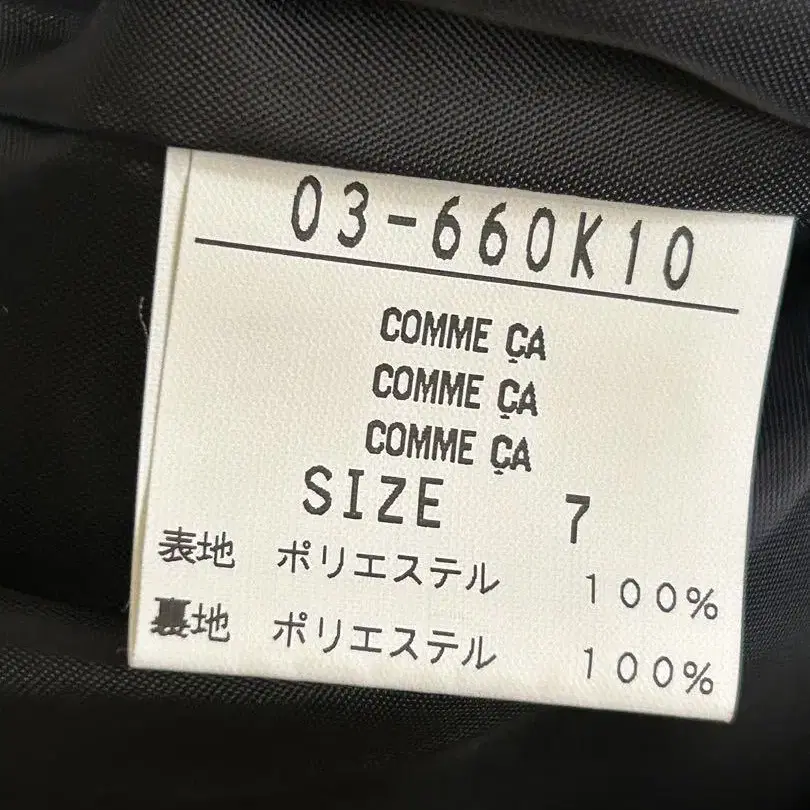 03-660K10
COMME ÇA
COMME ÇA
COMME ÇA
SIZE 7
表地 ポリエステル 100%
裏地 ポリエステル 100%